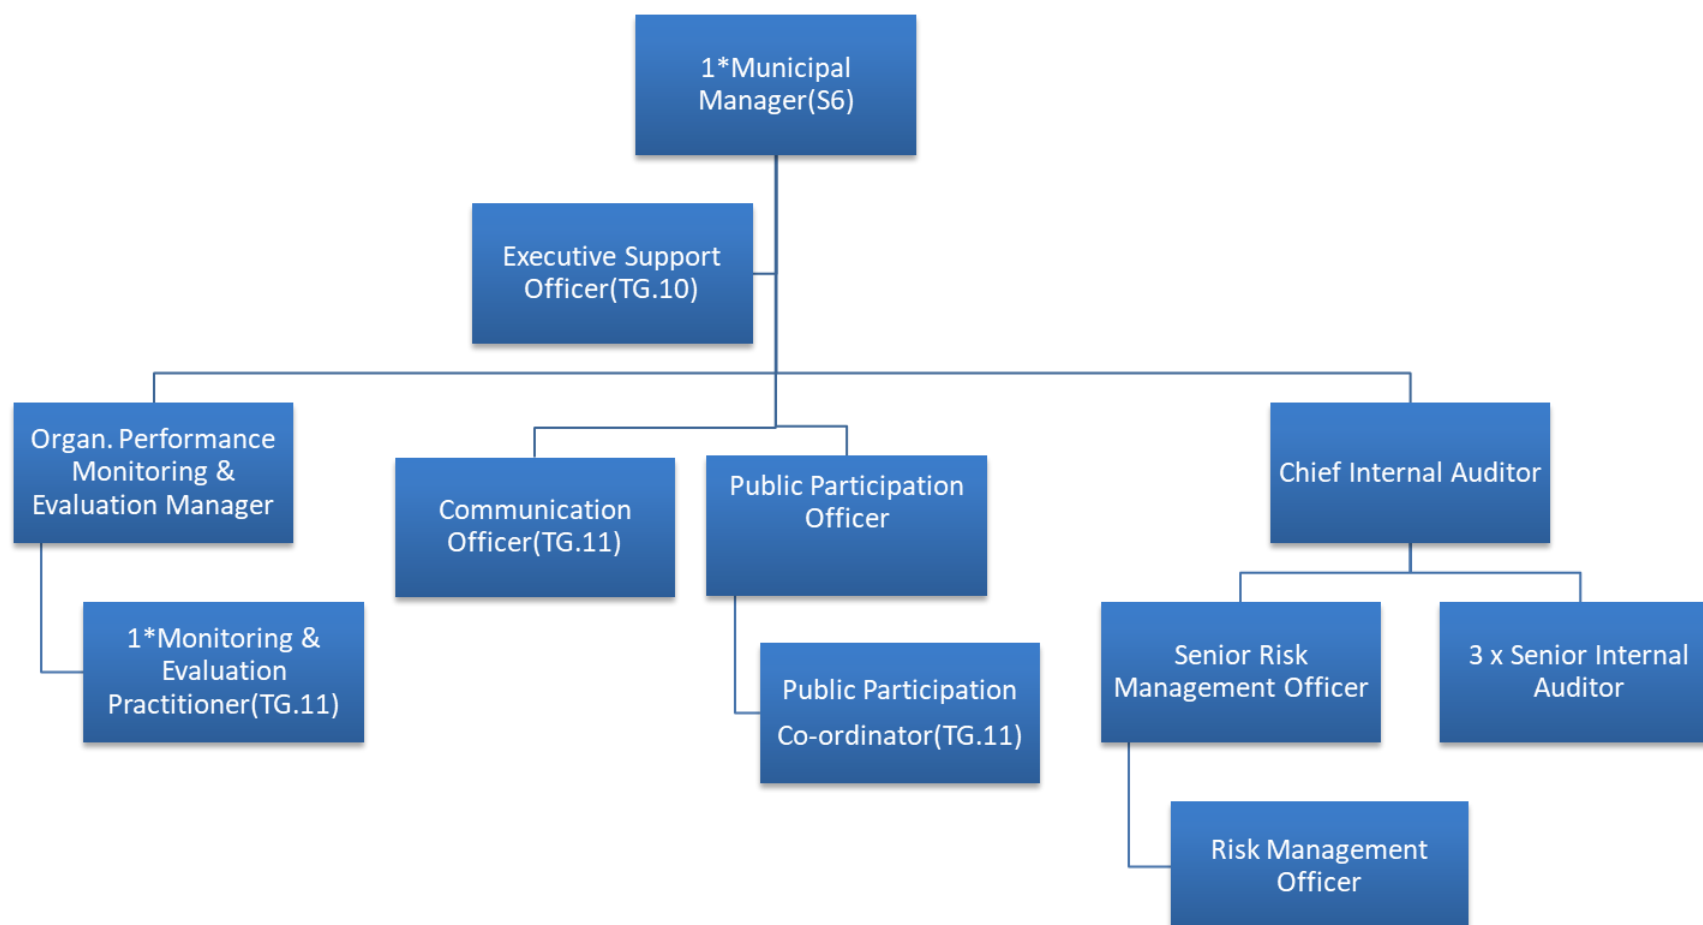 1*Municipal
Manager(S6)
Executive Support
Officer(TG.10)
Organ. Performance
Monitoring &
Evaluation Manager
Communication
Officer(TG.11)
Public Participation
Officer
Chief Internal Auditor
1*Monitoring &
Evaluation
Practitioner(TG.11)
Public Participation
Co-ordinator(TG.11)
Senior Risk
Management Officer
3 x Senior Internal
Auditor
Risk Management
Officer